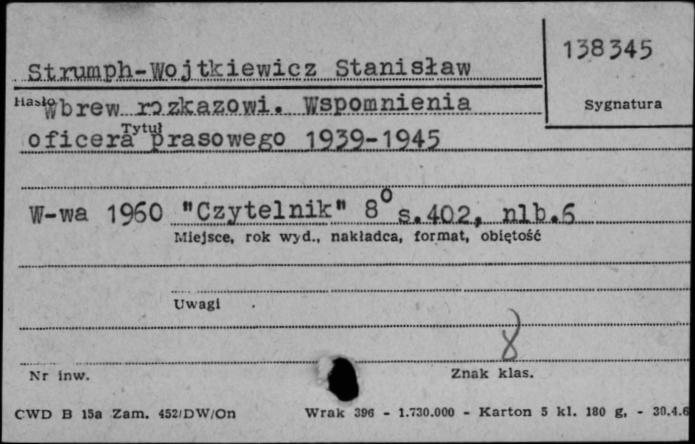 138345
Strumph-Wojtkiewicz Stanisław
Hasło Wbrew rozkazowi. Wspomnienia
Sygnatura
Tytuł
oficera prasowego 1939-1945
W-wa 1960 "Czytelnik" 8⁰ s.402, nlb.6
Miejsce, rok wyd., nakładca, format, objętość
Uwagi
8
Nr inw.
Znak klas.
CWD B 15a Zam. 452/DW/On Wrak 396 - 1.730.000 - Karton 5 kl. 180 g. - 30.4.6